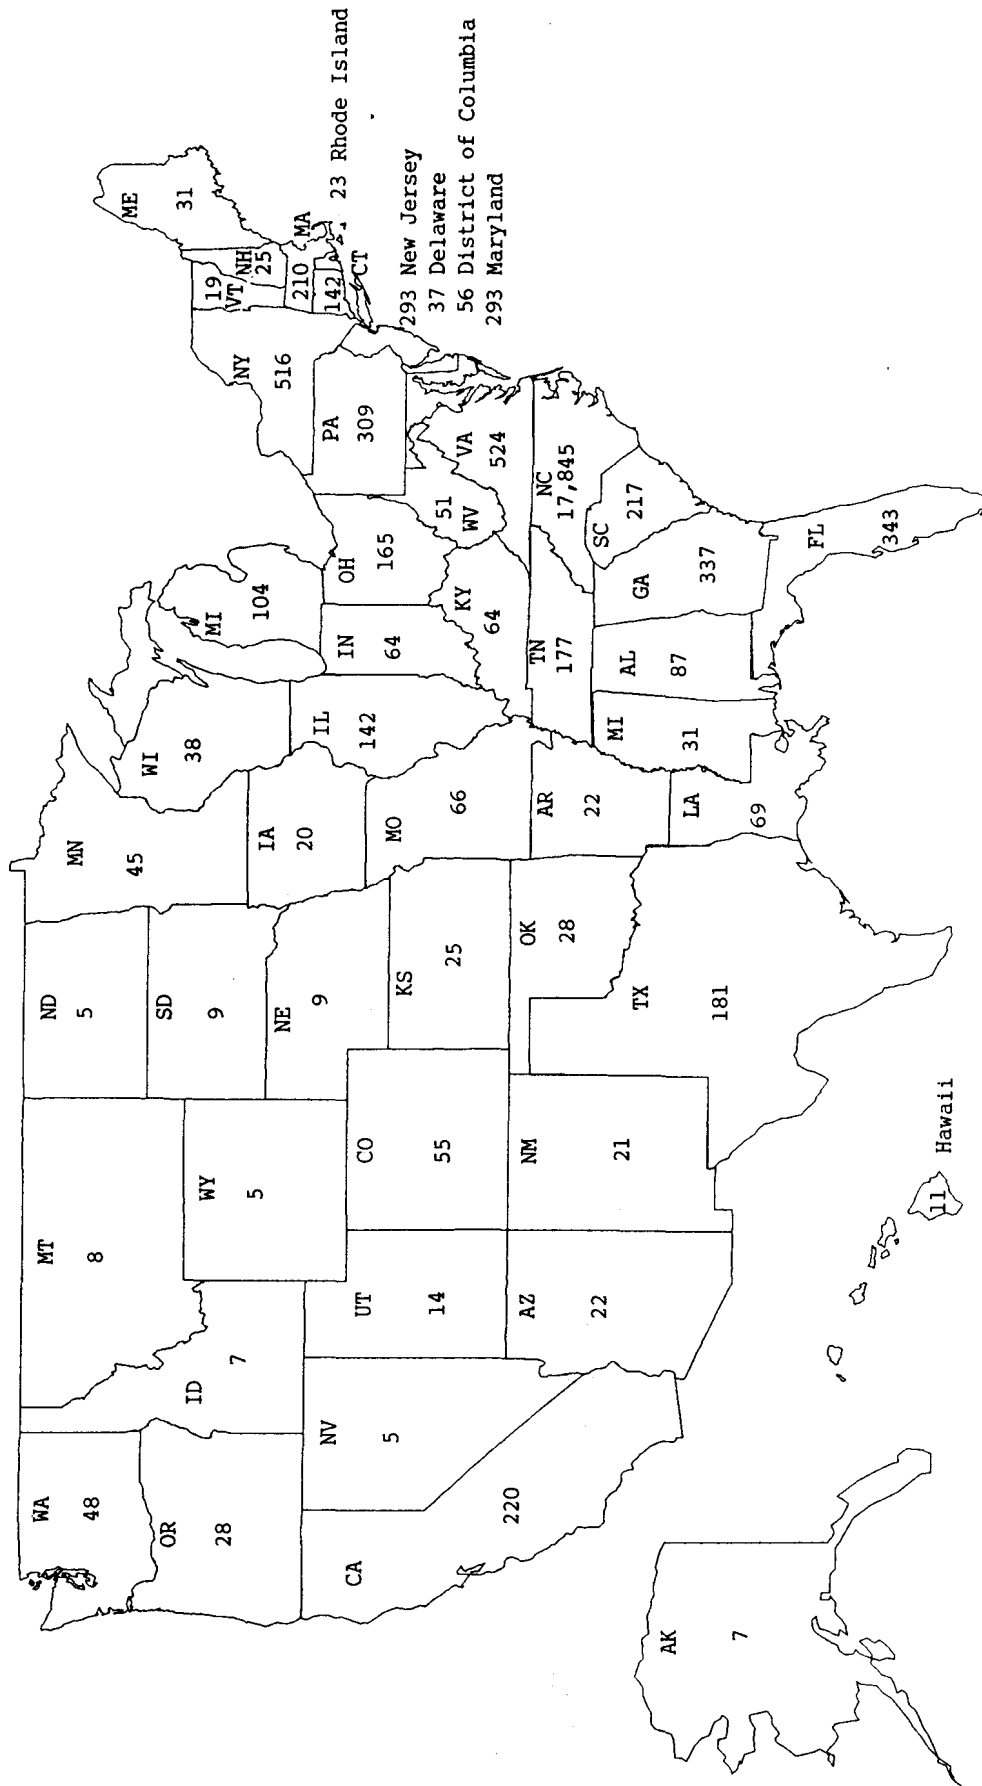 WA
48
OR
28
CA
220
NV
5
ID
7
MT
8
WY
5
UT
14
AZ
22
CO
55
NM
21
ND
5
SD
9
NE
9
KS
25
OK
28
TX
181
MN
45
IA
20
MO
66
AR
22
LA
69
WI
38
IL
142
MI
104
IN
64
OH
165
KY
64
TN
177
MI
31
AL
87
GA
337
FL
343
SC
217
NC
17,845
VA
524
51
WV
PA
309
NY
516
19
VT
NH
25
ME
31
210
MA
142
CT
23 Rhode Island
293 New Jersey
37 Delaware
56 District of Columbia
293 Maryland
AK
7
11
Hawaii